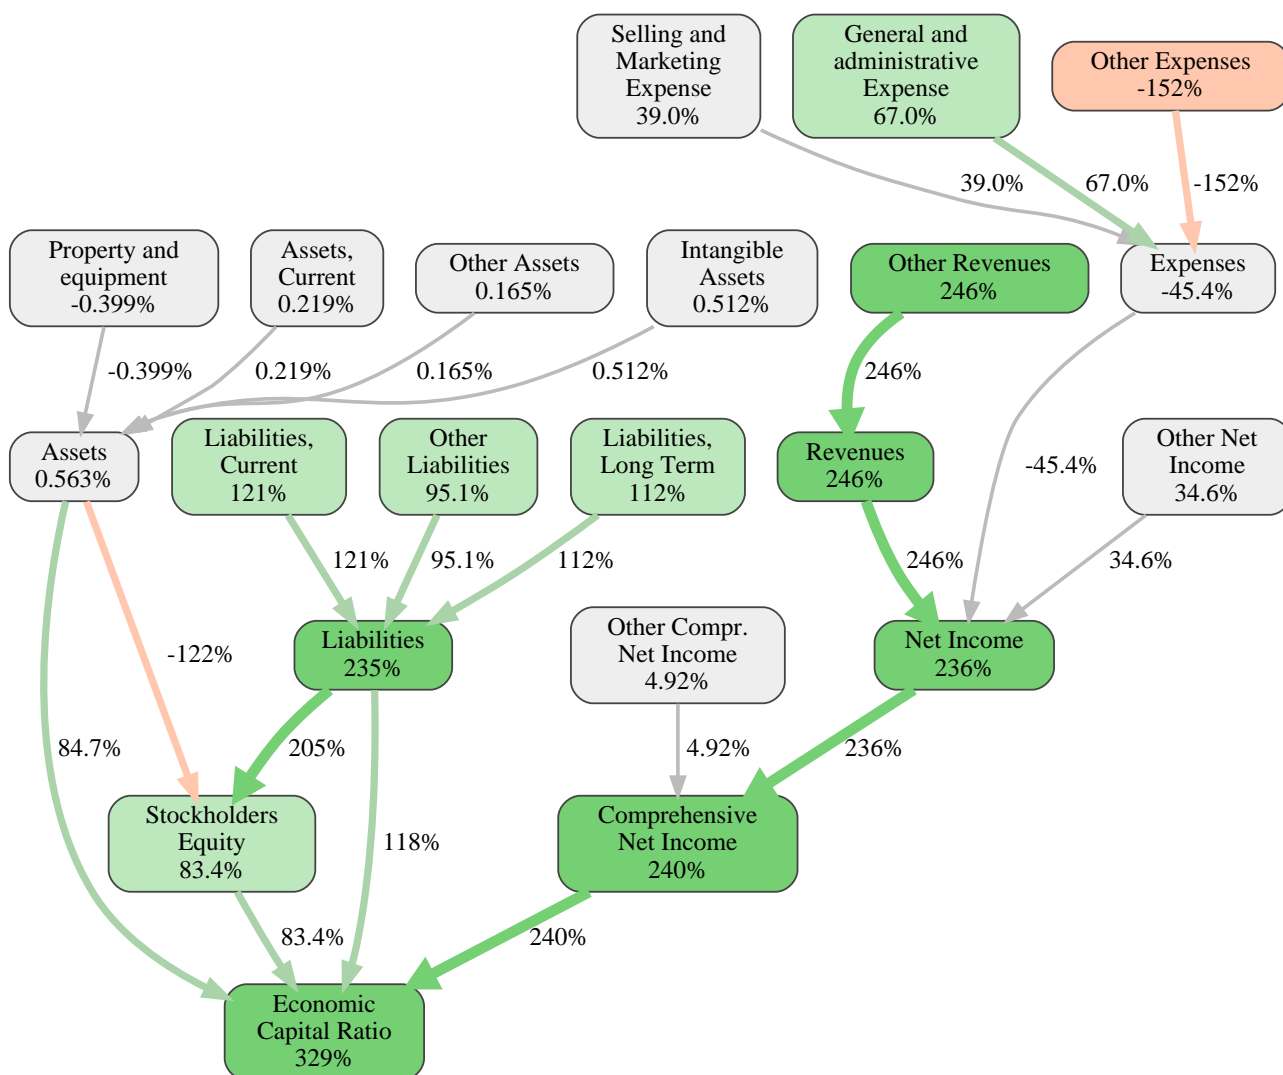 Selling and
Marketing
Expense
39.0%
General and
administrative
Expense
67.0%
Other Expenses
-152%
39.0%
67.0%
-152%
Property and
equipment
-0.399%
Assets,
Current
0.219%
Other Assets
0.165%
Intangible
Assets
0.512%
Other Revenues
246%
Expenses
-45.4%
-0.399%
0.219%
0.165%
0.512%
246%
Assets
0.563%
Liabilities,
Current
121%
Other
Liabilities
95.1%
Liabilities,
Long Term
112%
Revenues
246%
-45.4%
Other Net
Income
34.6%
121%
95.1%
112%
246%
34.6%
-122%
Liabilities
235%
Other Compr.
Net Income
4.92%
Net Income
236%
84.7%
205%
4.92%
236%
Stockholders
Equity
83.4%
118%
Comprehensive
Net Income
240%
83.4%
240%
Economic
Capital Ratio
329%